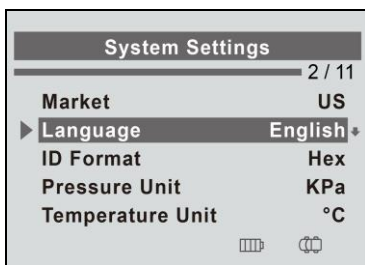 System Settings
2 / 11
Market US
Language English
ID Format Hex
Pressure Unit KPa
Temperature Unit °C